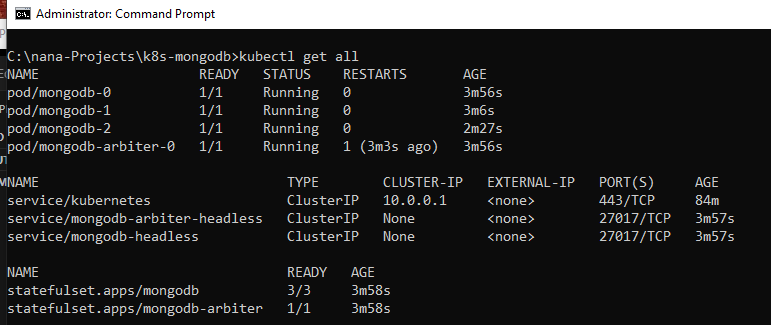 Administrator: Command Prompt
C:\nana-Projects\k8s-mongodb>kubectl get all
NAME READY STATUS RESTARTS AGE
pod/mongodb-0 1/1 Running 0 3m56s
pod/mongodb-1 1/1 Running 0 3m6s
pod/mongodb-2 1/1 Running 0 2m27s
pod/mongodb-arbiter-0 1/1 Running 1 (3m3s ago) 3m56s
NAME TYPE CLUSTER-IP EXTERNAL-IP PORT(S) AGE
service/kubernetes ClusterIP 10.0.0.1 <none> 443/TCP 84m
service/mongodb-arbiter-headless ClusterIP None <none> 27017/TCP 3m57s
service/mongodb-headless ClusterIP None <none> 27017/TCP 3m57s
NAME READY AGE
statefulset.apps/mongodb 3/3 3m58s
statefulset.apps/mongodb-arbiter 1/1 3m58s